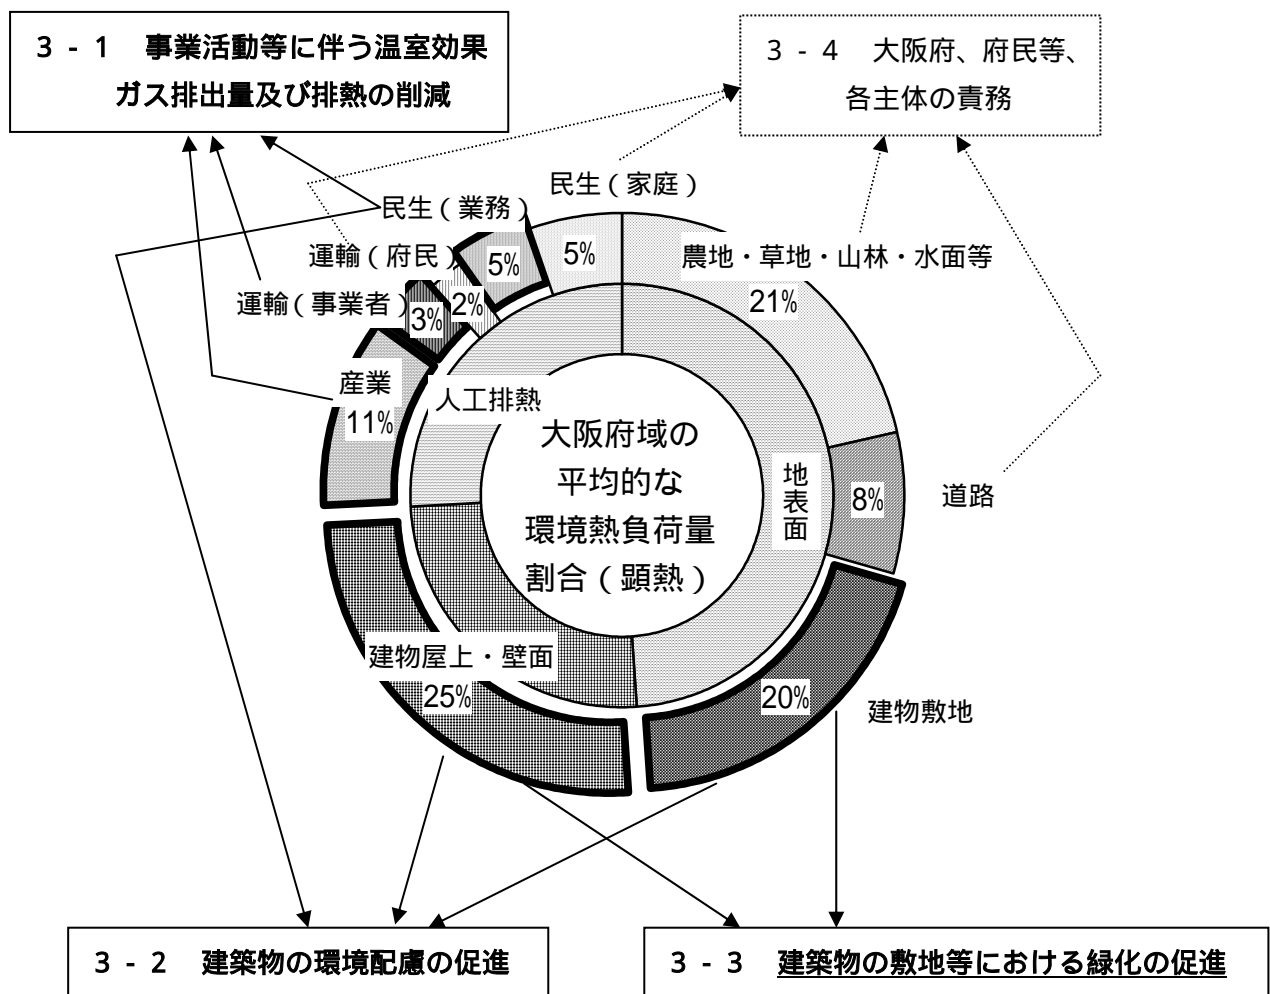 3-1 事業活動等に伴う温室効果
ガス排出量及び排熱の削減
3-4 大阪府、府民等、
各主体の責務
民生(家庭)
民生(業務)
運輸(府民)
運輸(事業者)
5%
5%
農地・草地・山林・水面等
21%
2%
3%
産業
11%
人工排熱
大阪府域の
平均的な
環境熱負荷量
割合(顕熱)
地表面
8%
道路
建物屋上・壁面
25%
20%
建物敷地
3-2 建築物の環境配慮の促進
3-3 建築物の敷地等における緑化の促進